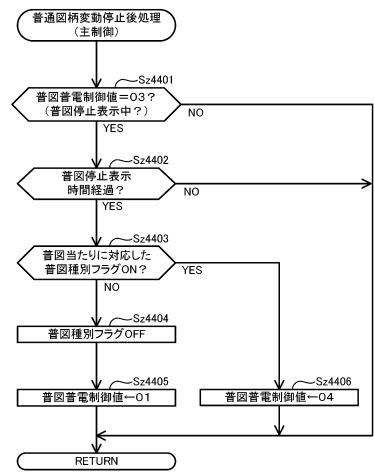 普通図柄変動停止後処理
(主制御)
Sz4401
普図普電制御値=03?
(普図停止表示中?)
NO
YES
Sz4402
普図停止表示
時間経過?
NO
YES
Sz4403
普図当たりに対応した
普図種別フラグON?
YES
NO
Sz4404
普図種別フラグOFF
Sz4405
普図普電制御値←01
Sz4406
普図普電制御値←04
RETURN